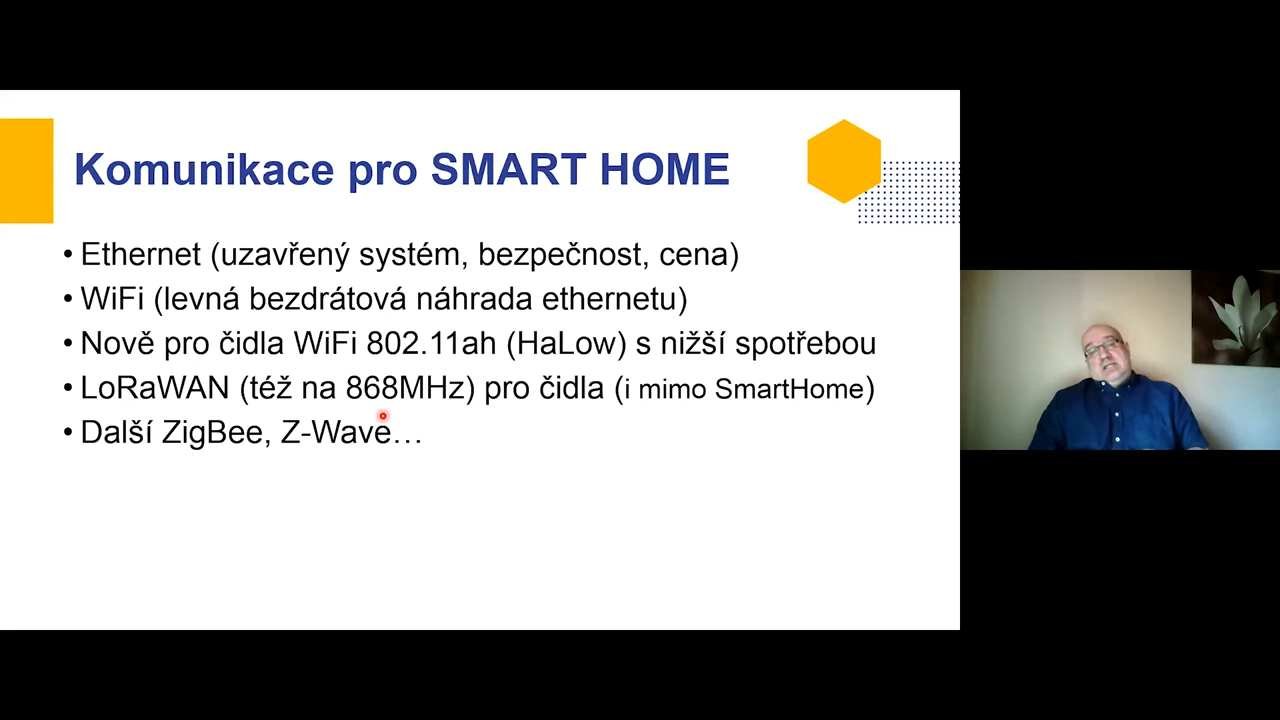 Komunikace pro SMART HOME
• Ethernet (uzavřený systém, bezpečnost, cena)
• WiFi (levná bezdrátová náhrada ethernetu)
• Nově pro čidla WiFi 802.11ah (HaLow) s nižší spotřebou
• LoRaWAN (též na 868MHz) pro čidla (i mimo SmartHome)
• Další ZigBee, Z-Wave…